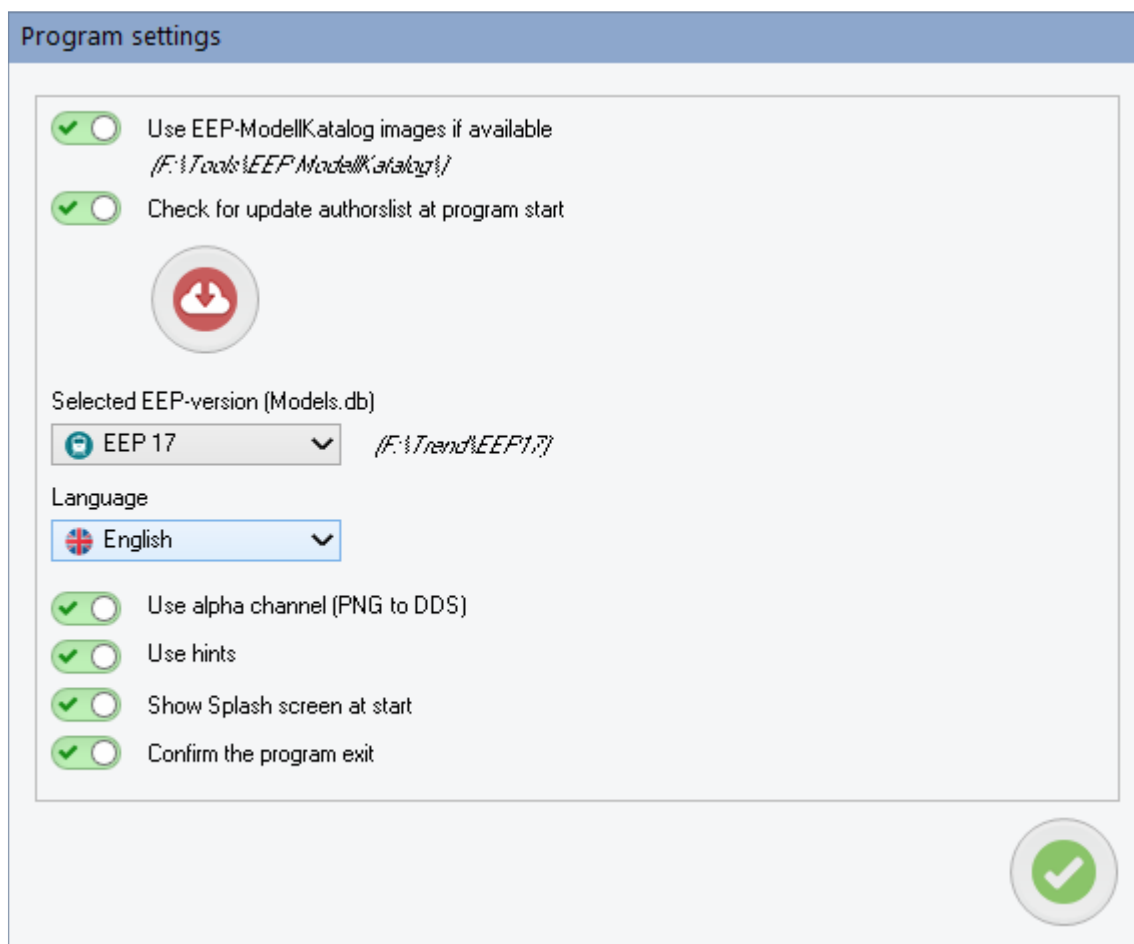 Program settings
Use EEP-ModellKatalog images if available
(F:\Tools\EEP ModellKatalog\)
Check for update authorslist at program start
Selected EEP-version (Models.db)
EEP 17
(F:\Trend\EEP17)
Language
English
Use alpha channel (PNG to DDS)
Use hints
Show Splash screen at start
Confirm the program exit